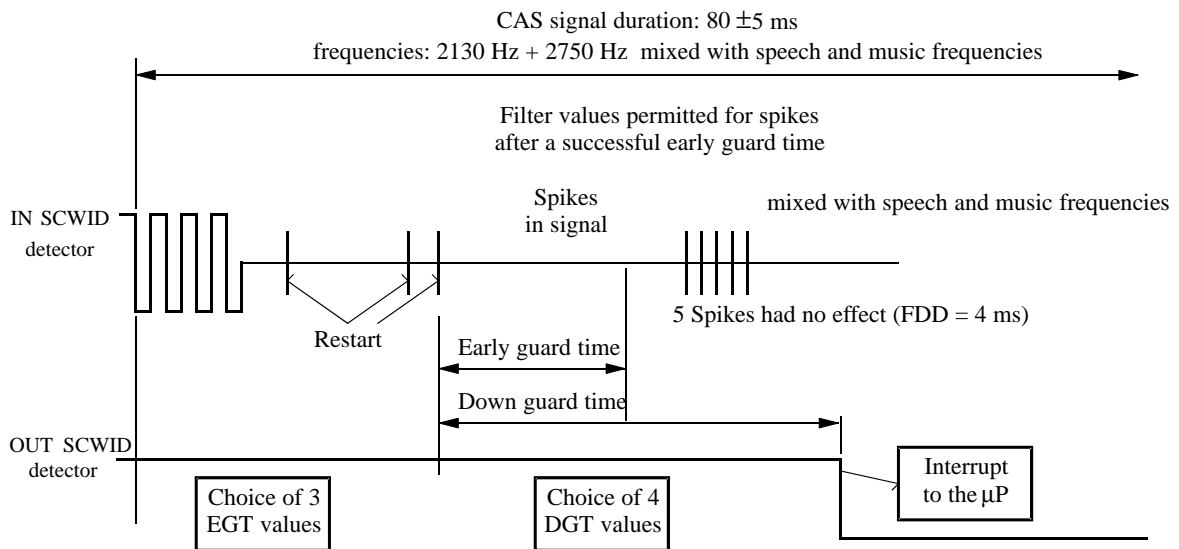 CAS signal duration: 80 ±5 ms
frequencies: 2130 Hz + 2750 Hz mixed with speech and music frequencies
Filter values permitted for spikes
after a successful early guard time
IN SCWID
detector
Spikes
in signal
mixed with speech and music frequencies
Restart
5 Spikes had no effect (FDD = 4 ms)
Early guard time
Down guard time
OUT SCWID
detector
Choice of 3
EGT values
Choice of 4
DGT values
Interrupt
to the µP